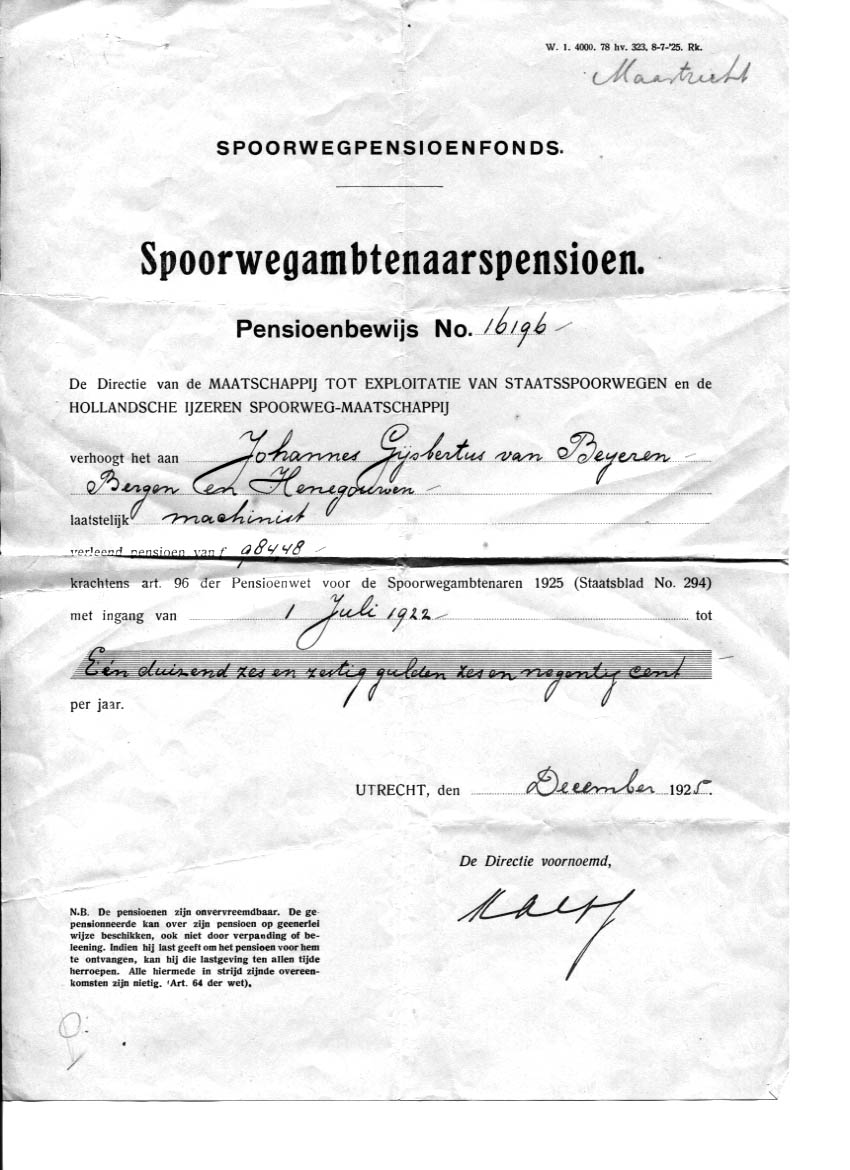 W. 1. 4000. 78 hv. 323, 8-7-'25. Rk.
Maastricht
SPOORWEGPENSIOENFONDS.
Spoorwegambtenaarspensioen.
Pensioenbewijs No. 16196
De Directie van de MAATSCHAPPIJ TOT EXPLOITATIE VAN STAATSSPOORWEGEN en de
HOLLANDSCHE IJZEREN SPOORWEG-MAATSCHAPPIJ
verhoogt het aan Johannes Gijsbertus van Beyeren
Bergen en Henegouwen
laatstelijk machinist
verleend pensioen van f 98448
krachtens art. 96 der Pensioenwet voor de Spoorwegambtenaren 1925 (Staatsblad No. 294)
met ingang van 1 Juli 1922 tot
Eén duizend zes en zestig gulden zes en negentig cent
per jaar.
UTRECHT, den December 1925.
De Directie voornoemd,
N.B. De pensioenen zijn onvervreemdbaar. De ge-
pensionneerde kan over zijn pensioen op geenerlei
wijze beschikken, ook niet door verpanding of be-
leening. Indien hij last geeft om het pensioen voor hem
te ontvangen, kan hij die lastgeving ten allen tijde
herroepen. Alle hiermede in strijd zijnde overeen-
komsten zijn nietig. (Art. 64 der wet).